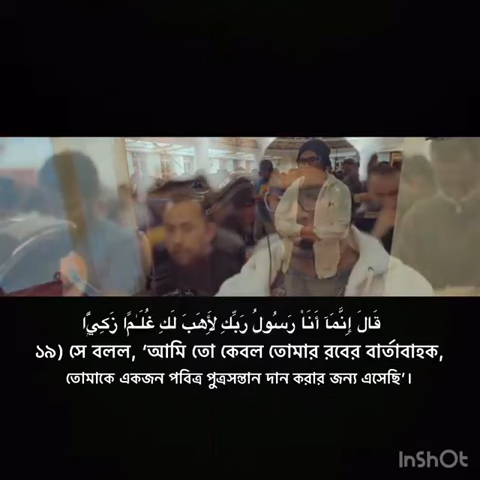 قَالَ إِنَّمَآ أَنَا۠ رَسُولُ رَبِّكِ لِأَهَبَ لَكِ غُلَـٰمًا زَكِيًّا
১৯) সে বলল, ‘আমি তো কেবল তোমার রবের বার্তাবাহক,
তোমাকে একজন পবিত্র পুত্রসন্তান দান করার জন্য এসেছি’।
InShOt